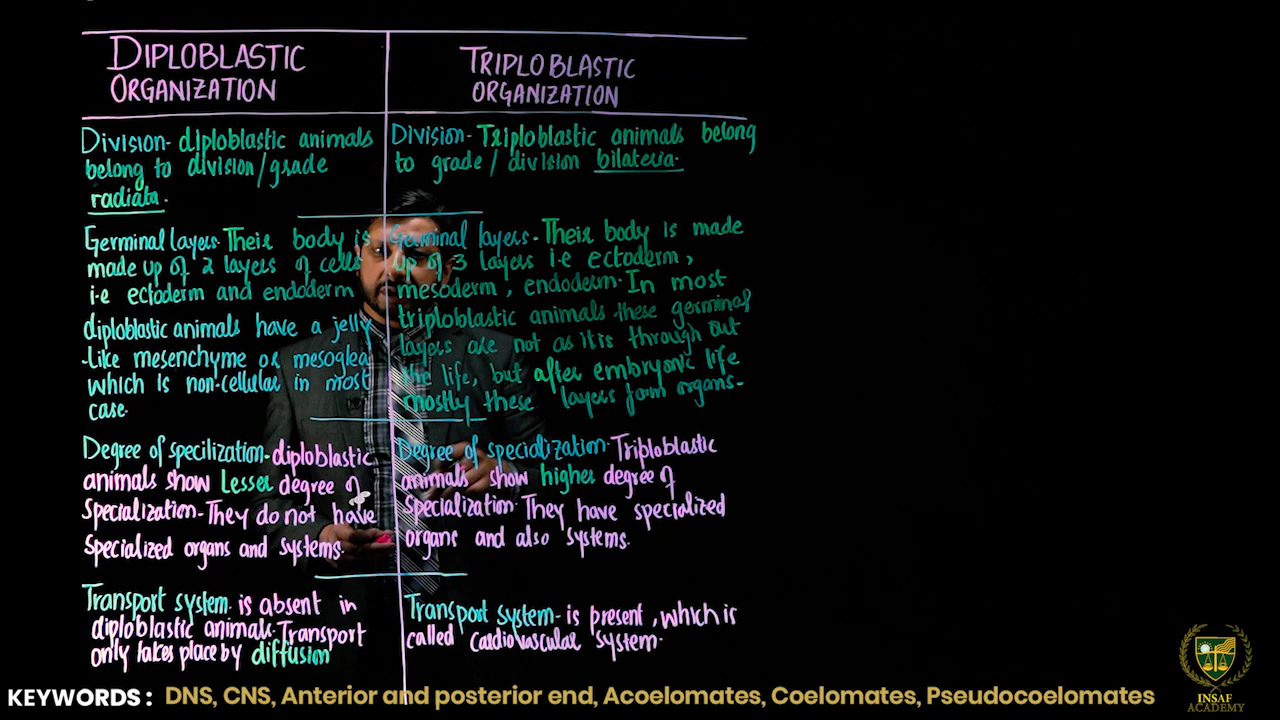 DIPLOBLASTIC
ORGANIZATION
Division- diploblastic animals
belong to division/grade
radiata.
Germinal layers- Their body is
made up of 2 layers of cells
i.e ectoderm and endoderm
diploblastic animals have a jelly
-like mesenchyme or mesoglea
which is non-cellular in most
case.
Degree of specilization- diploblastic
animals show Lesser degree of
Specialization- They do not have
Specialized organs and systems.
Transport system- is absent in
diploblastic animals. Transport
only takes place by diffusion
TRIPLOBLASTIC
ORGANIZATION
Division- Triploblastic animals belong
to grade/division bilateria.
Germinal layers- Their body is made
up of 3 layers i.e ectoderm,
mesoderm, endoderm. In most
triploblastic animals these germinal
layers are not as it is through out
the life, but after embryonic life
mostly these layers form organs-
Degree of specialization- Triploblastic
animals show higher degree of
Specialization. They have specialized
organs and also systems.
Transport system- is present, which is
called cardiovascular system.
KEYWORDS : DNS, CNS, Anterior and posterior end, Acoelomates, Coelomates, Pseudocoelomates
INSAF
ACADEMY